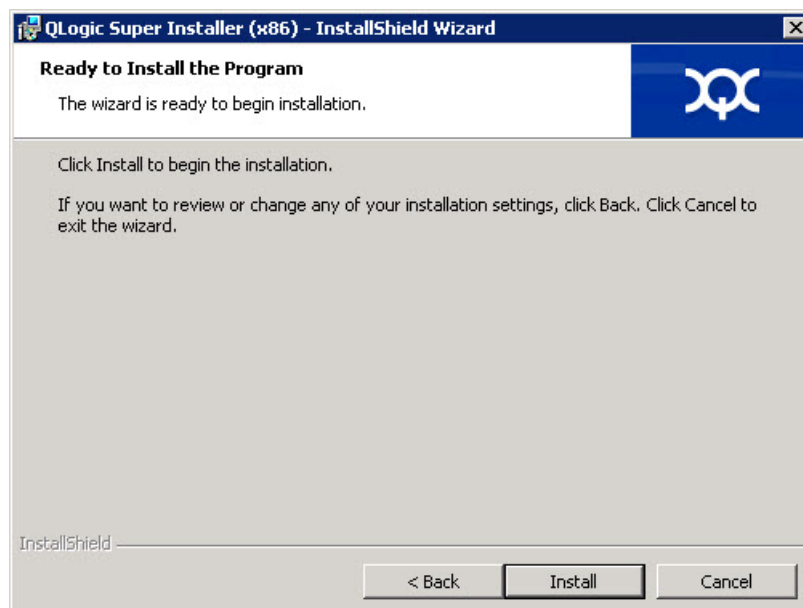 QLogic Super Installer (x86) - InstallShield Wizard
Ready to Install the Program
The wizard is ready to begin installation.
Click Install to begin the installation.
If you want to review or change any of your installation settings, click Back. Click Cancel to
exit the wizard.
InstallShield
< Back
Install
Cancel